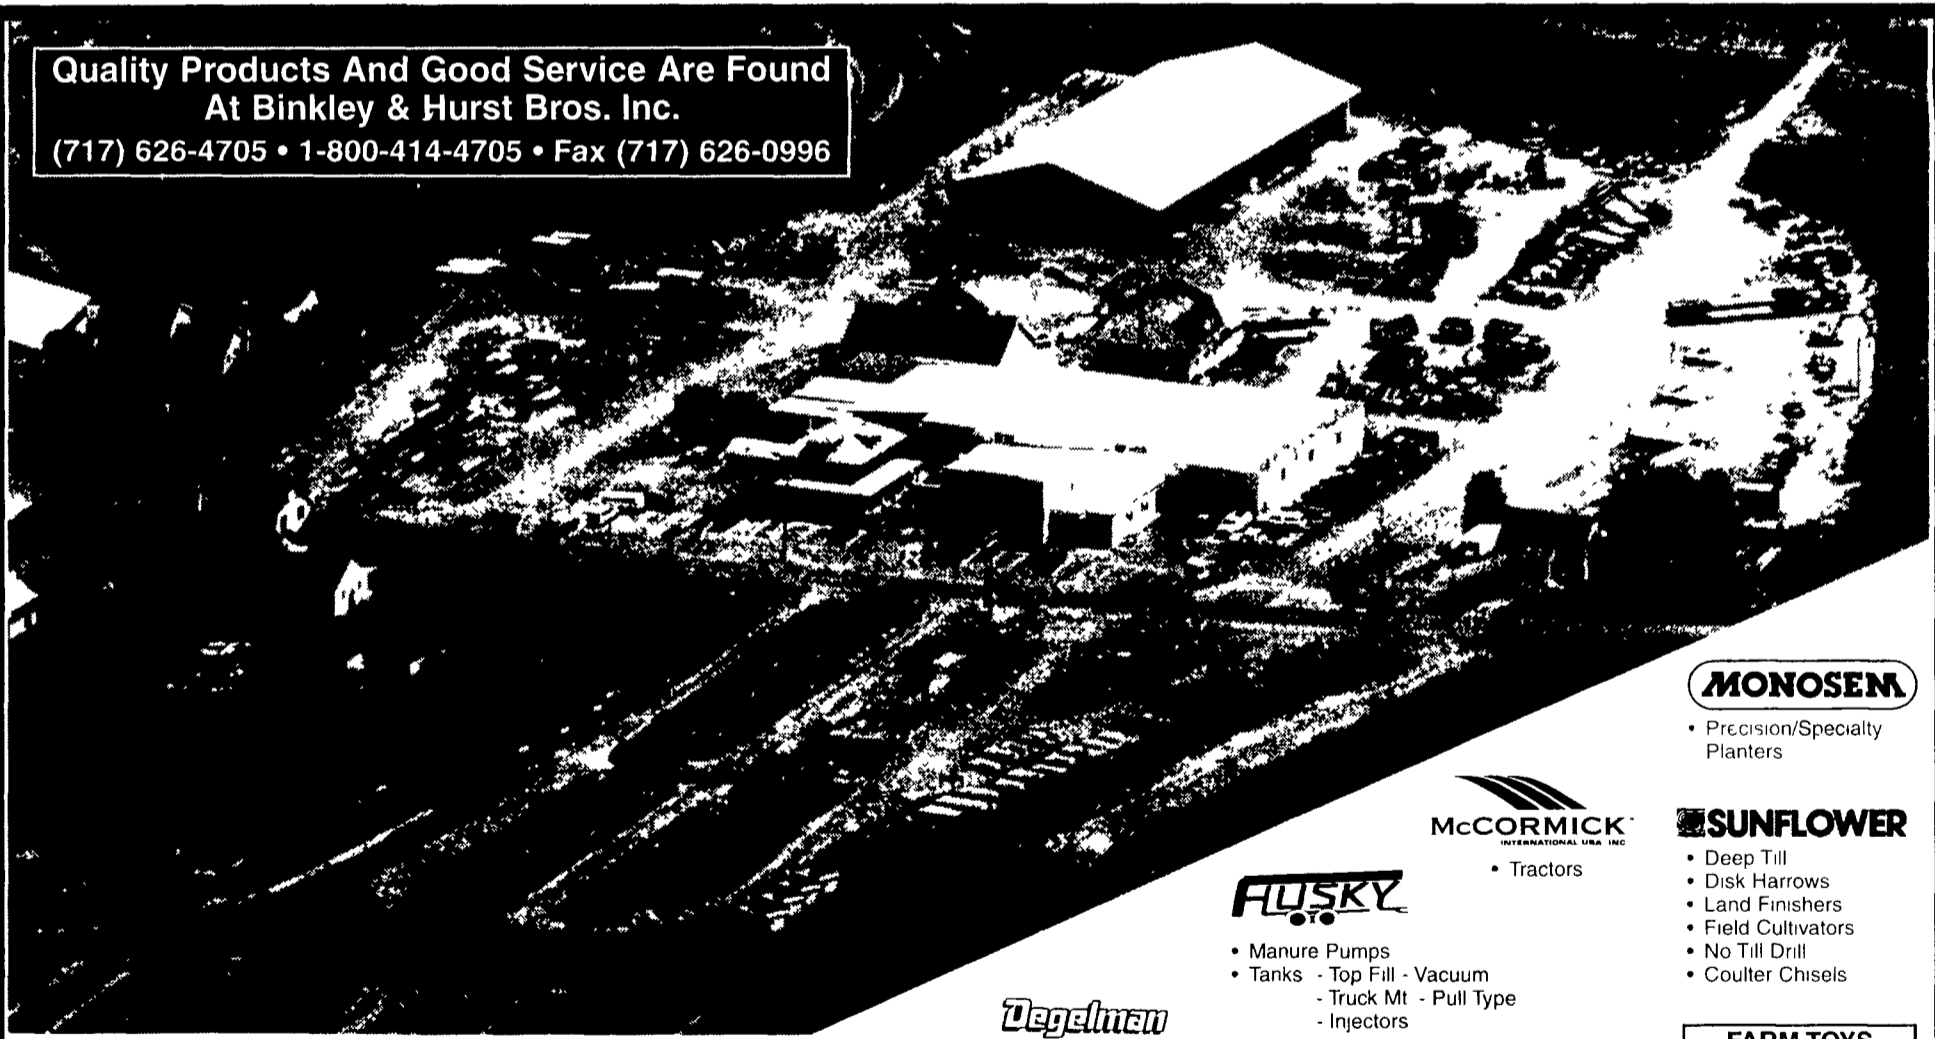 Quality Products And Good Service Are Found
At Binkley & Hurst Bros. Inc.
(717) 626-4705 • 1-800-414-4705 • Fax (717) 626-0996
MONOSEM
• Precision/Specialty
Planters
McCORMICK
INTERNATIONAL USA INC
• Tractors
SUNFLOWER
• Deep Till
• Disk Harrows
• Land Finishers
• Field Cultivators
• No Till Drill
• Coulter Chisels
HUSKY
• Manure Pumps
• Tanks - Top Fill - Vacuum
- Truck Mt - Pull Type
- Injectors
Degelman
FARM TOYS